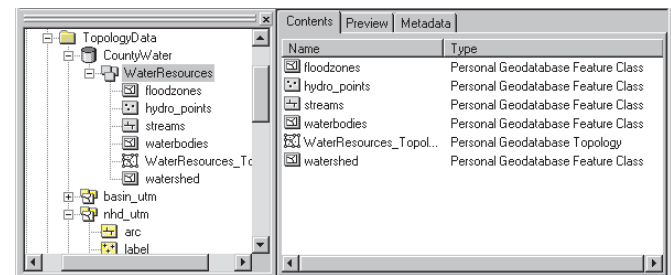 TopologyData
CountyWater
WaterResources
floodzones
hydro_points
streams
waterbodies
WaterResources_To
watershed
basin_utm
nhd_utm
arc
label
Contents Preview Metadata
Name Type
floodzones Personal Geodatabase Feature Class
hydro_points Personal Geodatabase Feature Class
streams Personal Geodatabase Feature Class
waterbodies Personal Geodatabase Feature Class
WaterResources_Topol... Personal Geodatabase Topology
watershed Personal Geodatabase Feature Class